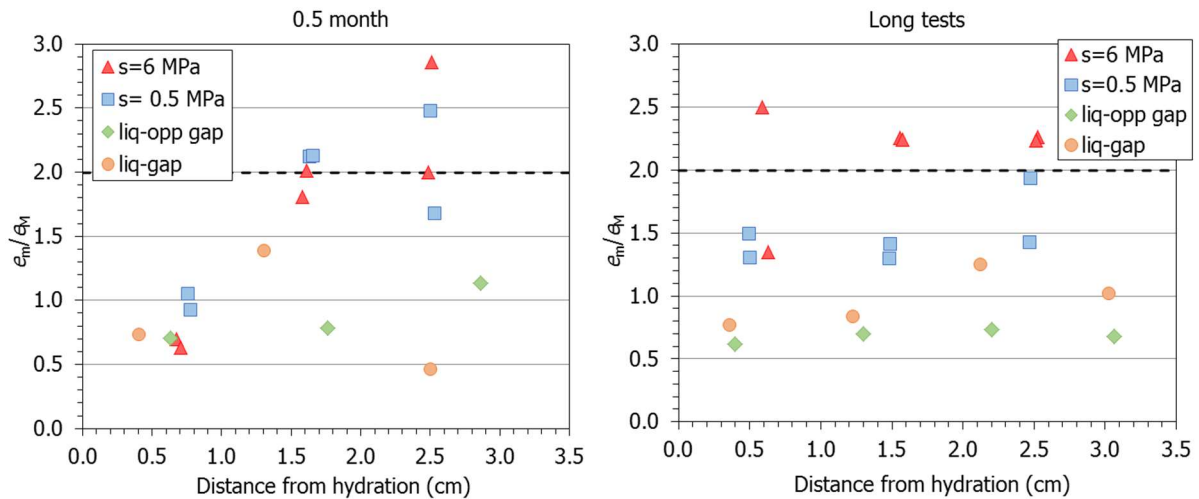 0.5 month
3.0
2.5
2.0
1.5
1.0
0.5
0.0
em/eM
s=6 MPa
s= 0.5 MPa
liq-opp gap
liq-gap
0.0 0.5 1.0 1.5 2.0 2.5 3.0 3.5
Distance from hydration (cm)
Long tests
3.0
2.5
2.0
1.5
1.0
0.5
0.0
em/eM
s=6 MPa
s=0.5 MPa
liq-opp gap
liq-gap
0.0 0.5 1.0 1.5 2.0 2.5 3.0 3.5
Distance from hydration (cm)